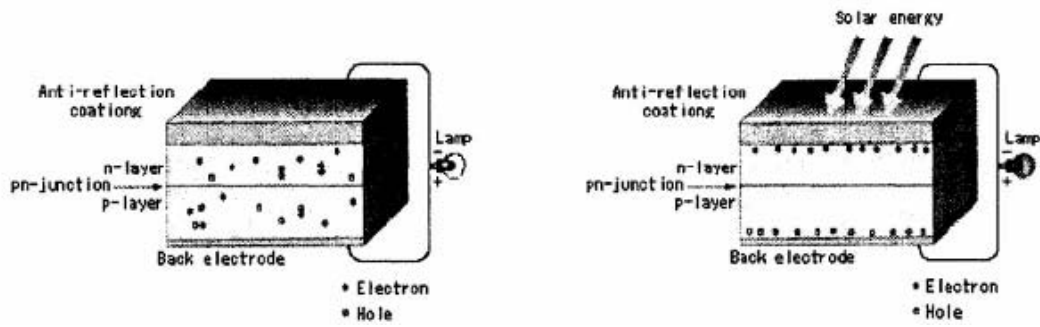 Anti-reflection
coationg
Lamp
-
n-layer
pn-junction
+
p-layer
Back electrode
Electron
Hole
Solar energy
Anti-reflection
coationg
Lamp
-
n-layer
pn-junction
+
p-layer
Back electrode
Electron
Hole